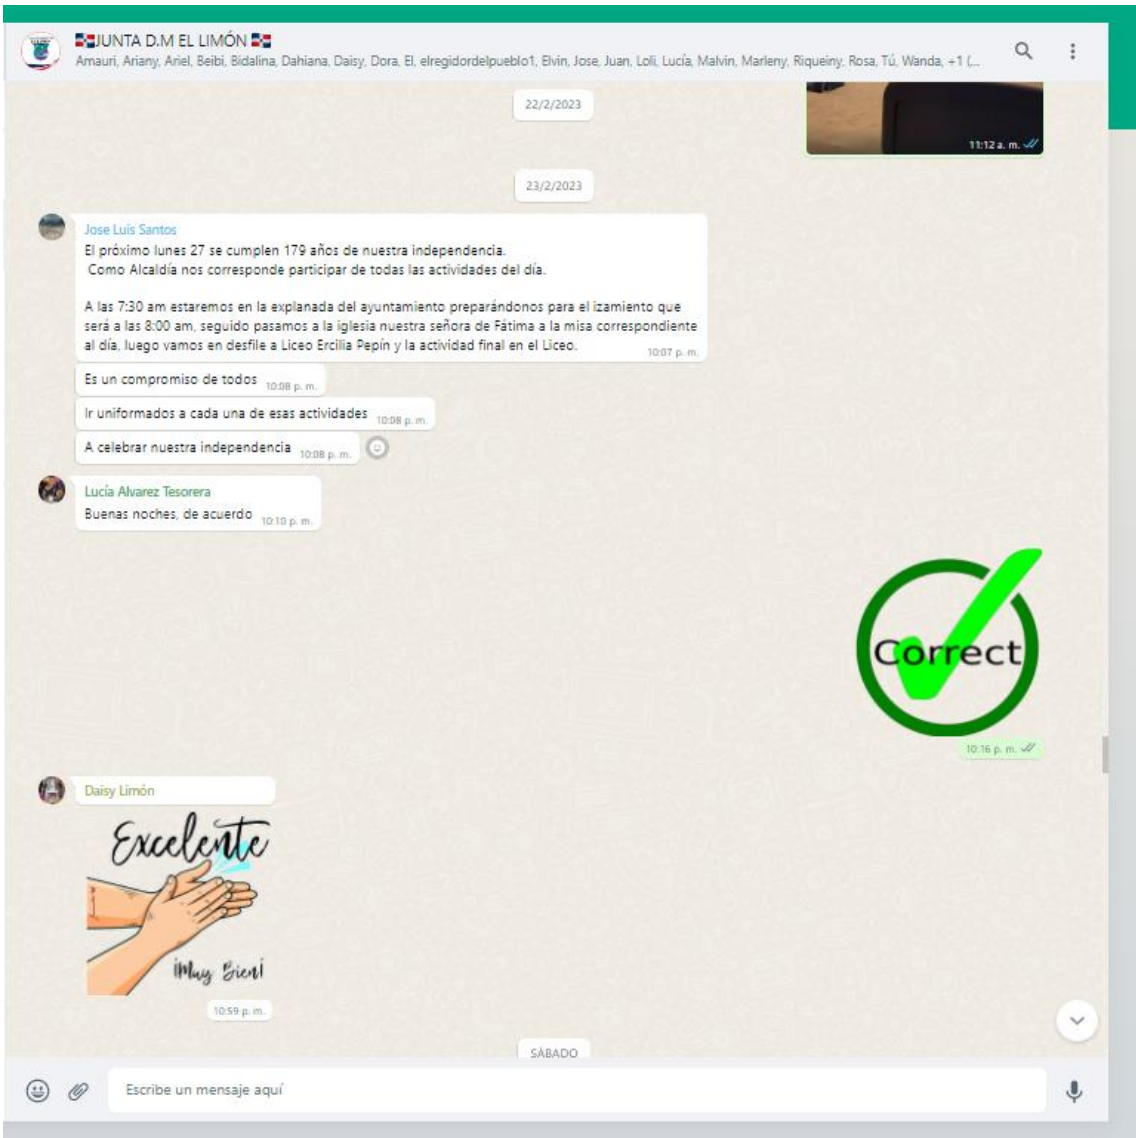 🇩🇴JUNTA D.M EL LIMÓN🇩🇴
Amauri, Ariany, Ariel, Beibi, Bidalina, Dahiana, Daisy, Dora, El, elregidordelpueblo1, Elvin, Jose, Juan, Loli, Lucía, Malvin, Marleny, Riqueiny, Rosa, Tú, Wanda, +1 (...
22/2/2023
11:12 a. m.
23/2/2023
Jose Luis Santos
El próximo lunes 27 se cumplen 179 años de nuestra independencia.
Como Alcaldía nos corresponde participar de todas las actividades del día.
A las 7:30 am estaremos en la explanada del ayuntamiento preparándonos para el izamiento que
será a las 8:00 am, seguido pasamos a la iglesia nuestra señora de Fátima a la misa correspondiente
al día, luego vamos en desfile a Liceo Ercilia Pepín y la actividad final en el Liceo.
10:07 p. m.
Es un compromiso de todos 10:08 p. m.
Ir uniformados a cada una de esas actividades 10:08 p. m.
A celebrar nuestra independencia 10:08 p. m.
Lucía Alvarez Tesorera
Buenas noches, de acuerdo 10:10 p. m.
Correct
10:16 p. m.
Daisy Limón
Excelente
¡Muy Bien!
10:59 p. m.
SÁBADO
Escribe un mensaje aquí